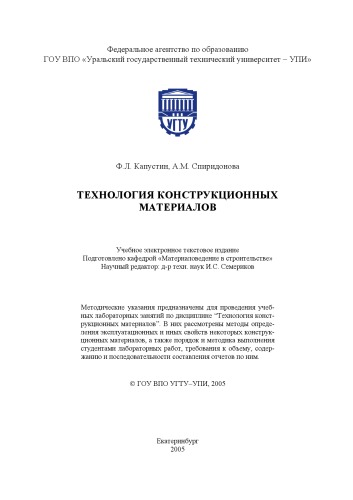 Федеральное агентство по образованию
ГОУ ВПО «Уральский государственный технический университет – УПИ»
УГТУ
Ф.Л. Капустин, А.М. Спиридонова
ТЕХНОЛОГИЯ КОНСТРУКЦИОННЫХ
МАТЕРИАЛОВ
Учебное электронное текстовое издание
Подготовлено кафедрой «Материаловедение в строительстве»
Научный редактор: д-р техн. наук И.С. Семериков
Методические указания предназначены для проведения учеб-
ных лабораторных занятий по дисциплине "Технология конст-
рукционных материалов". В них рассмотрены методы опреде-
ления эксплуатационных и иных свойств некоторых конструк-
ционных материалов, а также порядок и методика выполнения
студентами лабораторных работ, требования к объему, содер-
жанию и последовательности составления отчетов по ним.
© ГОУ ВПО УГТУ–УПИ, 2005
Екатеринбург
2005